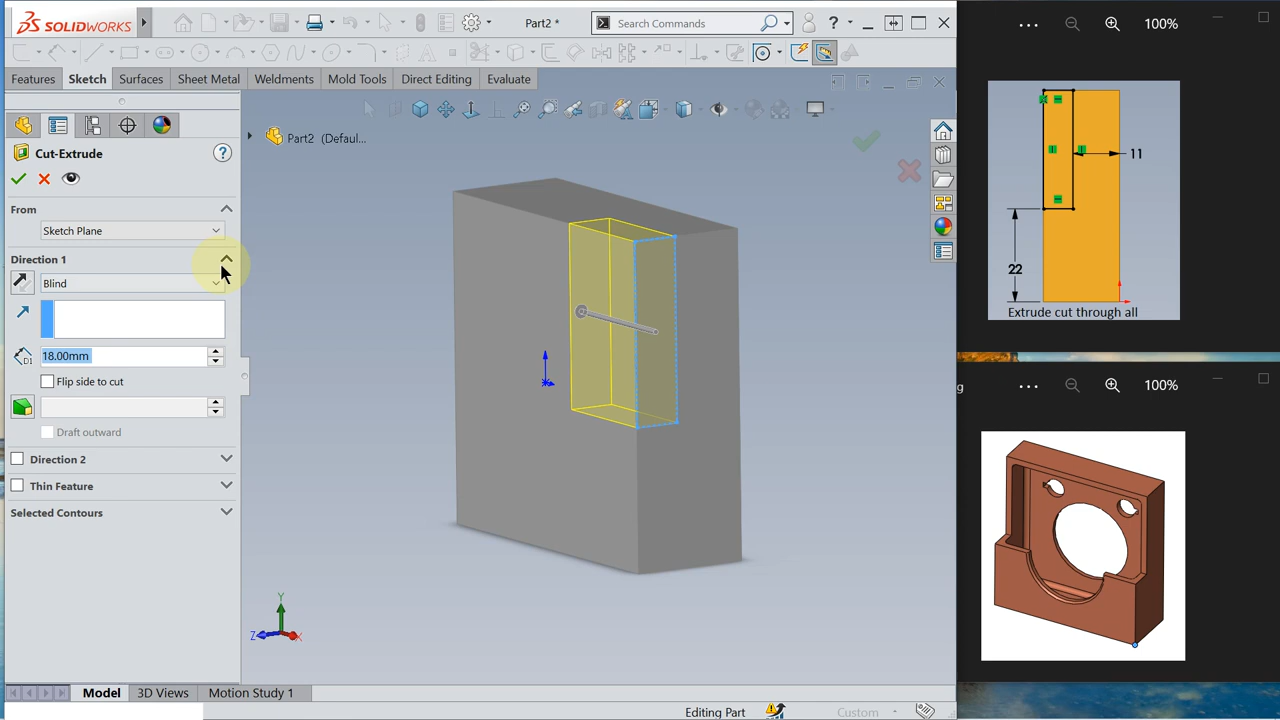 SOLIDWORKS
Part2 *
Search Commands
?
Features
Sketch
Surfaces
Sheet Metal
Weldments
Mold Tools
Direct Editing
Evaluate
Cut-Extrude
?
From
Sketch Plane
Direction 1
Blind
D1
18.00mm
Flip side to cut
Draft outward
Direction 2
Thin Feature
Selected Contours
Part2 (Defaul...
Y
Z
X
Model
3D Views
Motion Study 1
Editing Part
Custom
100%
11
22
Extrude cut through all
g
100%